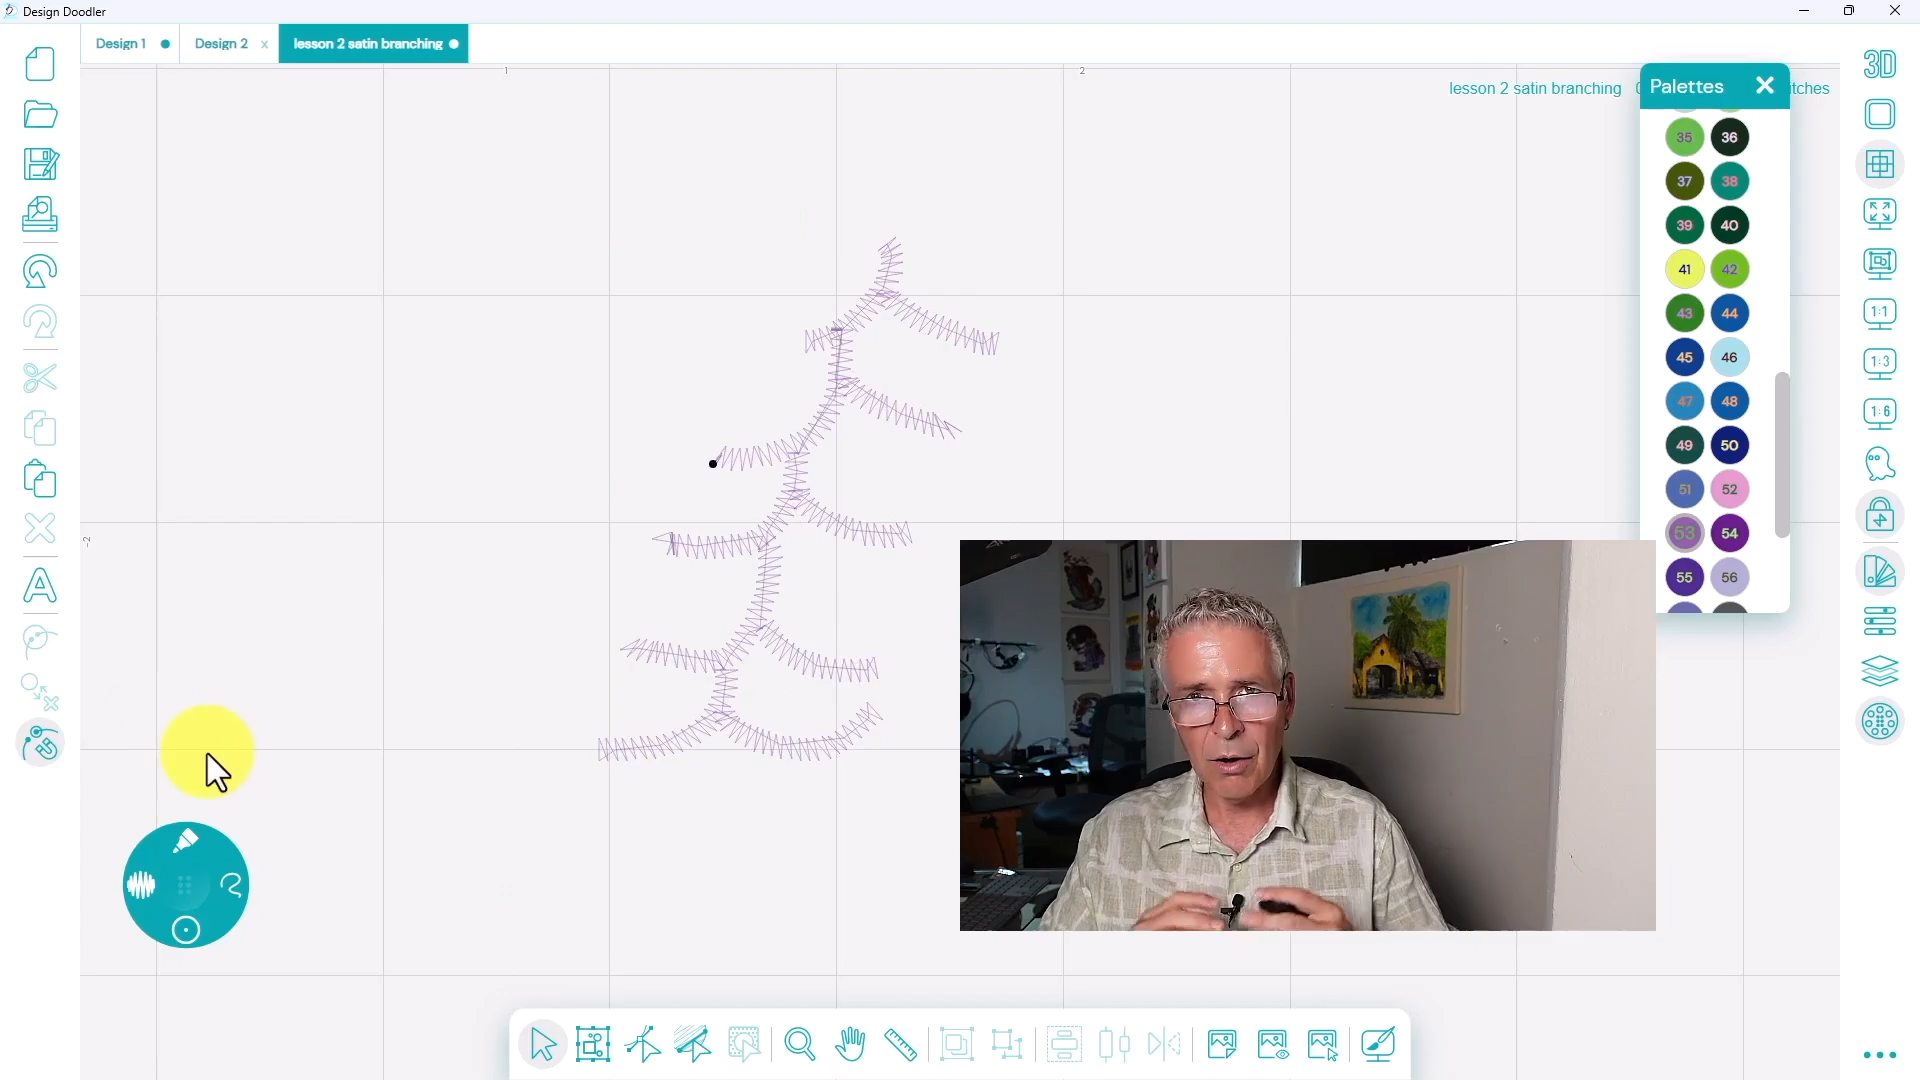 Design Doodler
Design 1
Design 2 x
lesson 2 satin branching
1
2
lesson 2 satin branching
tches
Palettes
3D
35 36
37 38
39 40
41 42
43 44
45 46
47 48
49 50
51 52
53 54
55 56
1:1
1:3
1:6
-2
A